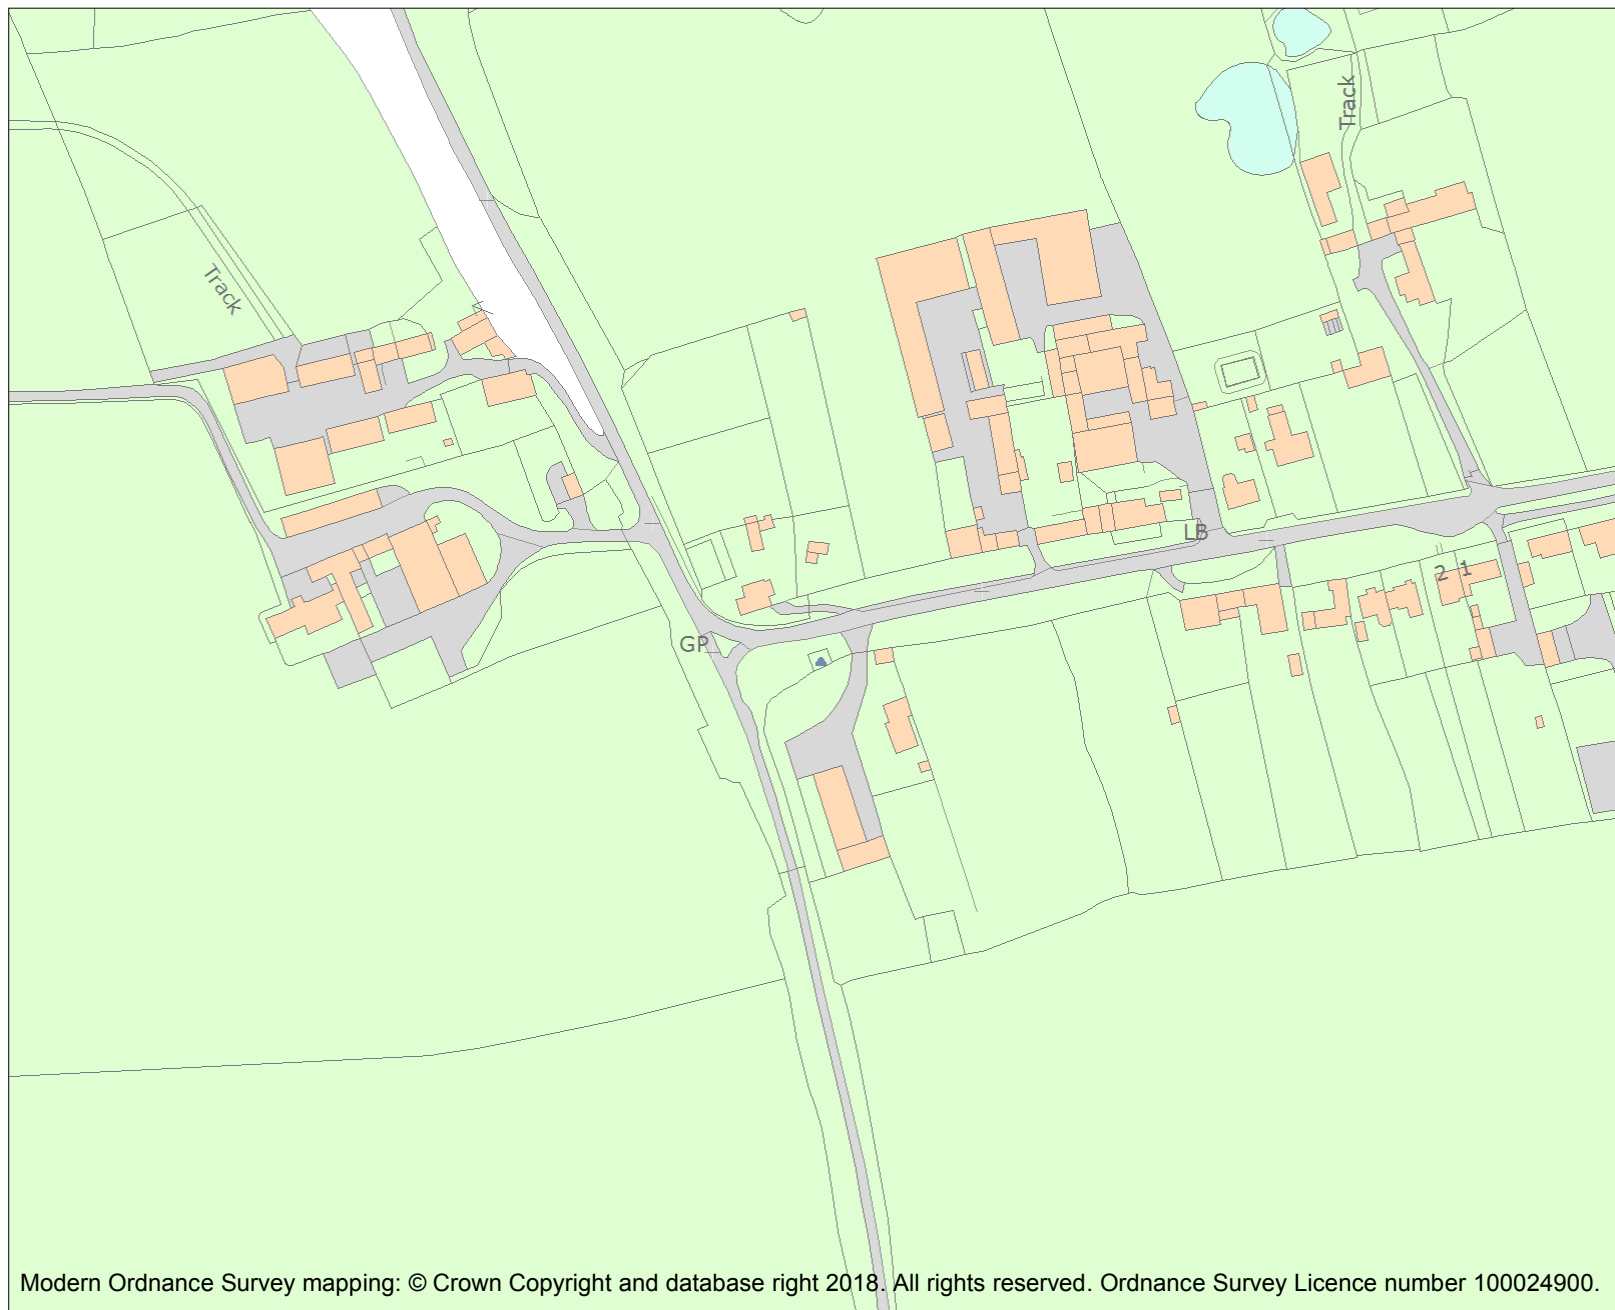 Track
Track
LB
2 1
GP
Modern Ordnance Survey mapping: © Crown Copyright and database right 2018. All rights reserved. Ordnance Survey Licence number 100024900.